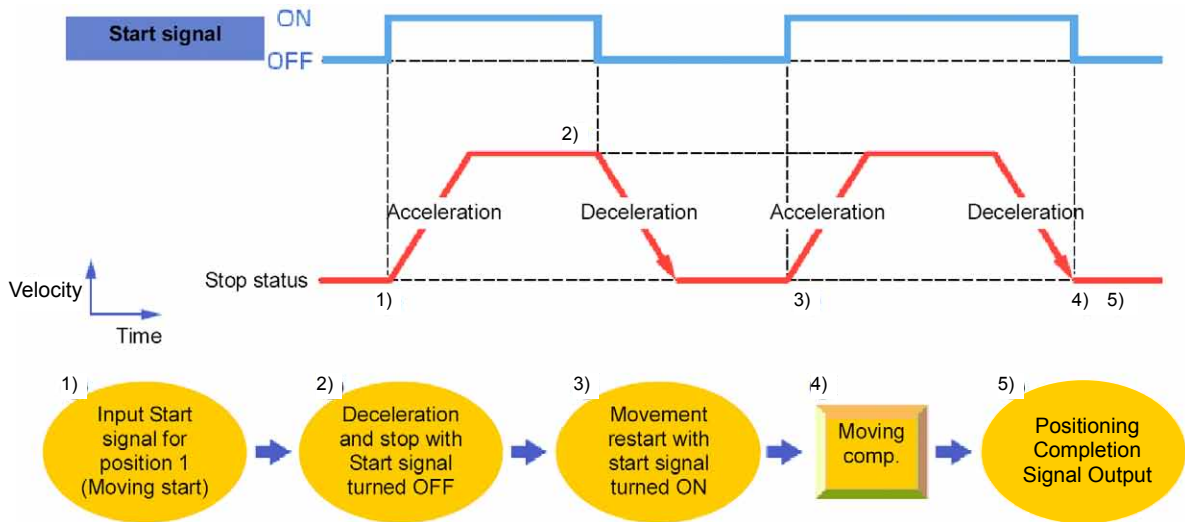 ON
Start signal
OFF
2)
Acceleration
Deceleration
Acceleration
Deceleration
Stop status
Velocity
1)
3)
4)
5)
Time
1)
Input Start
signal for
position 1
(Moving start)
2)
Deceleration
and stop with
Start signal
turned OFF
3)
Movement
restart with
start signal
turned ON
4)
Moving
comp.
5)
Positioning
Completion
Signal Output